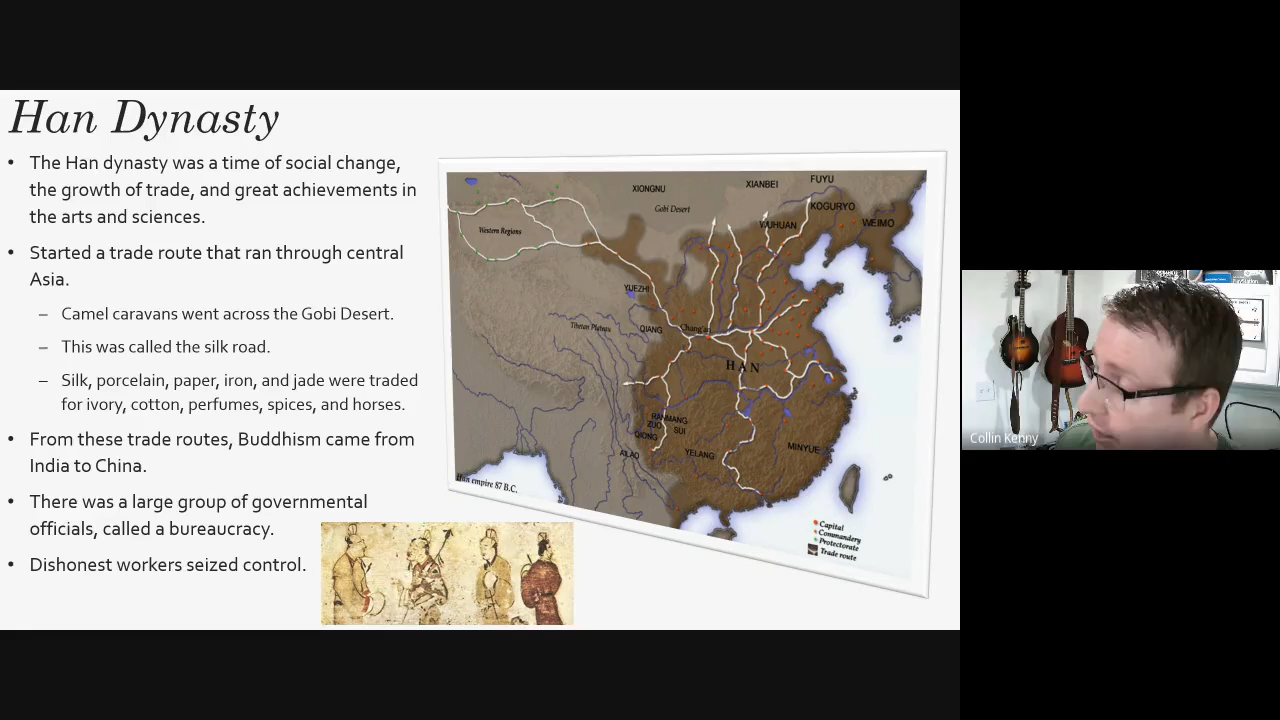 Han Dynasty
• The Han dynasty was a time of social change,
the growth of trade, and great achievements in
the arts and sciences.
• Started a trade route that ran through central
Asia.
– Camel caravans went across the Gobi Desert.
– This was called the silk road.
– Silk, porcelain, paper, iron, and jade were traded
for ivory, cotton, perfumes, spices, and horses.
• From these trade routes, Buddhism came from
India to China.
• There was a large group of governmental
officials, called a bureaucracy.
• Dishonest workers seized control.
FUYU
XIANBEI
XIONGNU
KOGURYO
Gobi Desert
WUHUAN
WEIMO
Western Regions
YUEZHI
Tibetan Plateau
QIANG
Chang'an
HAN
RANMANG
ZUO
SUI
QIONG
MINYUE
AILAO
YELANG
Han empire 87 B.C.
Capital
Commandery
Protectorate
Trade route
Collin Kenny